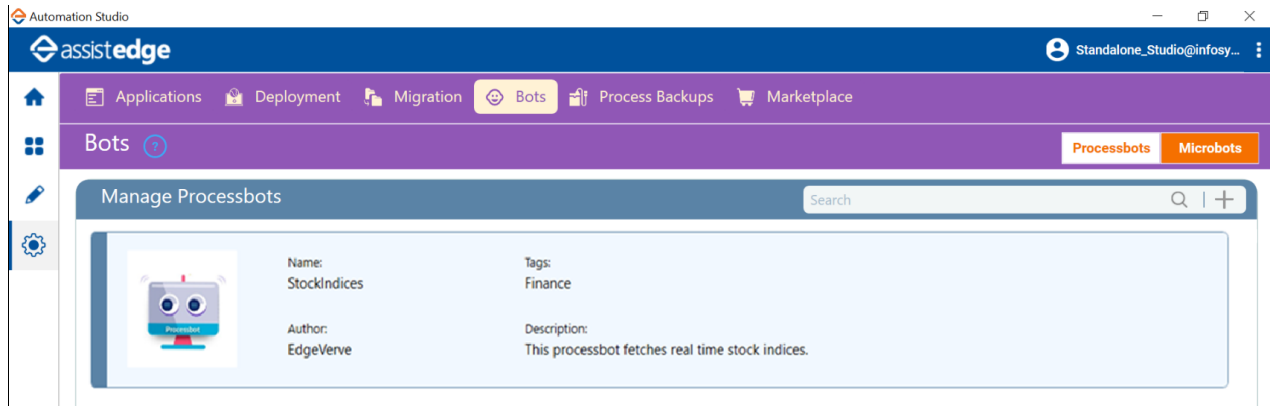 Automation Studio
assistedge
Standalone_Studio@infosy...
Applications Deployment Migration Bots Process Backups Marketplace
Bots ?
Processbots Microbots
Manage Processbots
Search
Name: Tags:
StockIndices Finance
Processbot
Author: Description:
EdgeVerve This processbot fetches real time stock indices.